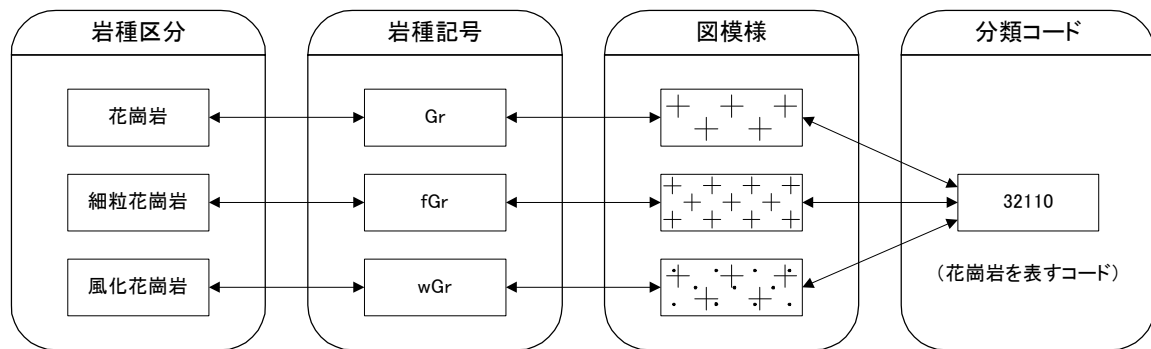 岩種区分
岩種記号
図模様
分類コード
花崗岩
Gr
細粒花崗岩
fGr
32110
風化花崗岩
wGr
（花崗岩を表すコード）